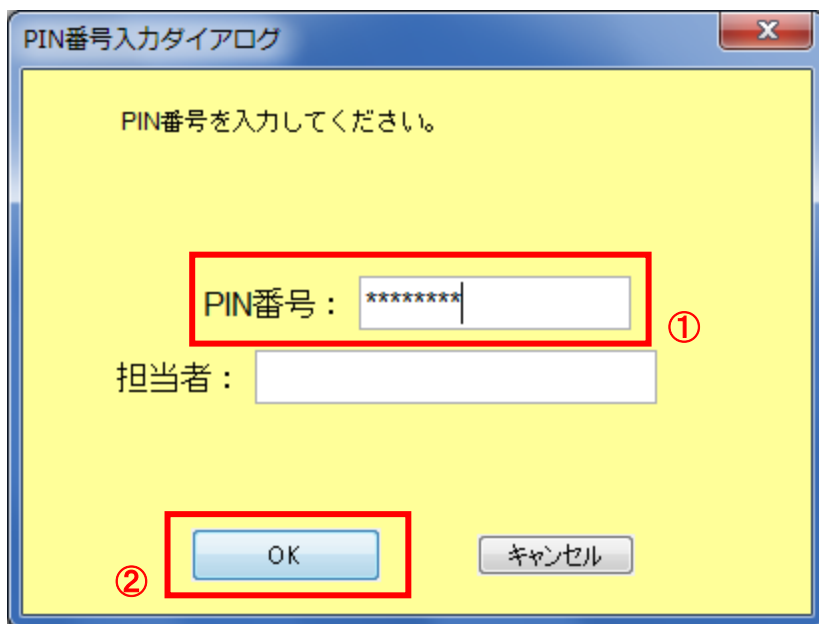 PIN番号入力ダイアログ
PIN番号を入力してください。
PIN番号： ********
①
担当者：
② OK キャンセル